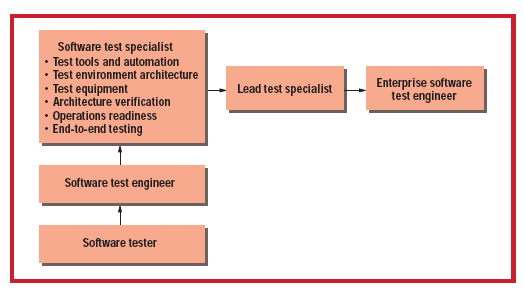 Software test specialist
• Test tools and automation
• Test environment architecture
• Test equipment
• Architecture verification
• Operations readiness
• End-to-end testing
Lead test specialist
Enterprise software
test engineer
Software test engineer
Software tester